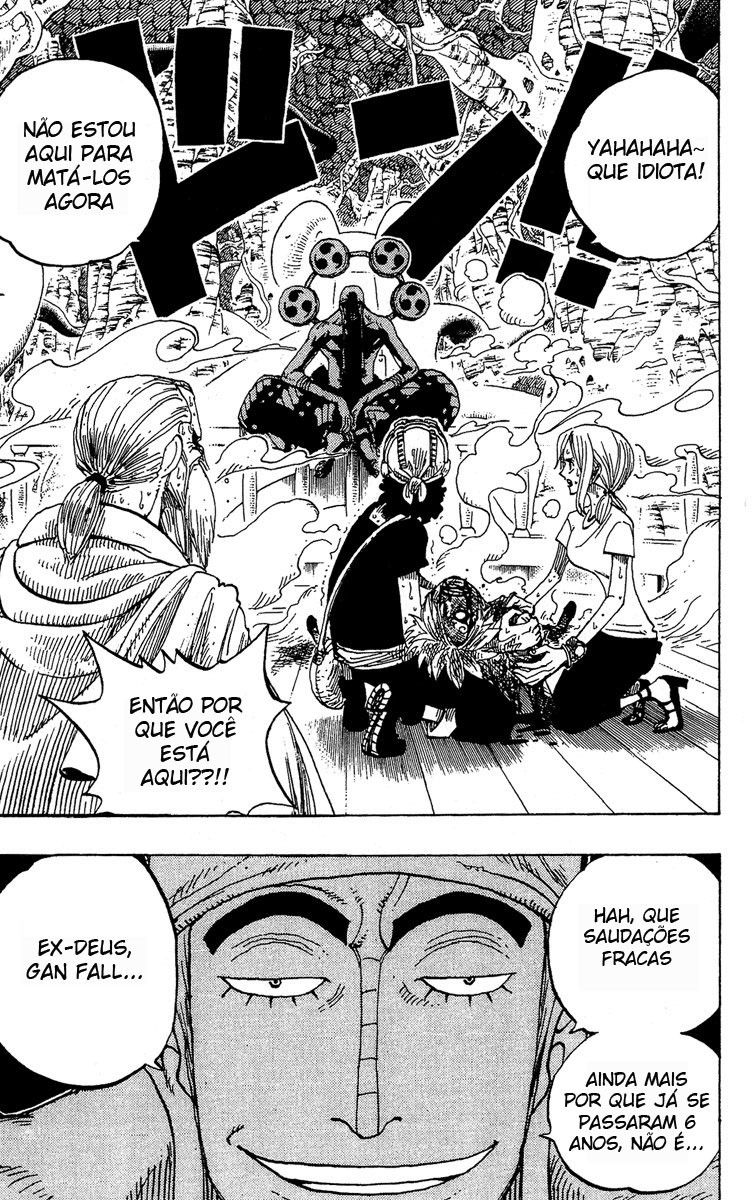 YAHAHAHA~
QUE IDIOTA!
NÃO ESTOU
AQUI PARA
MATÁ-LOS
AGORA
ENTÃO POR
QUE VOCÊ
ESTÁ
AQUI??!!
HAH, QUE
SAUDAÇÕES
FRACAS
AINDA MAIS
POR QUE JÁ SE
PASSARAM 6
ANOS, NÃO É...
EX-DEUS,
GAN FALL...